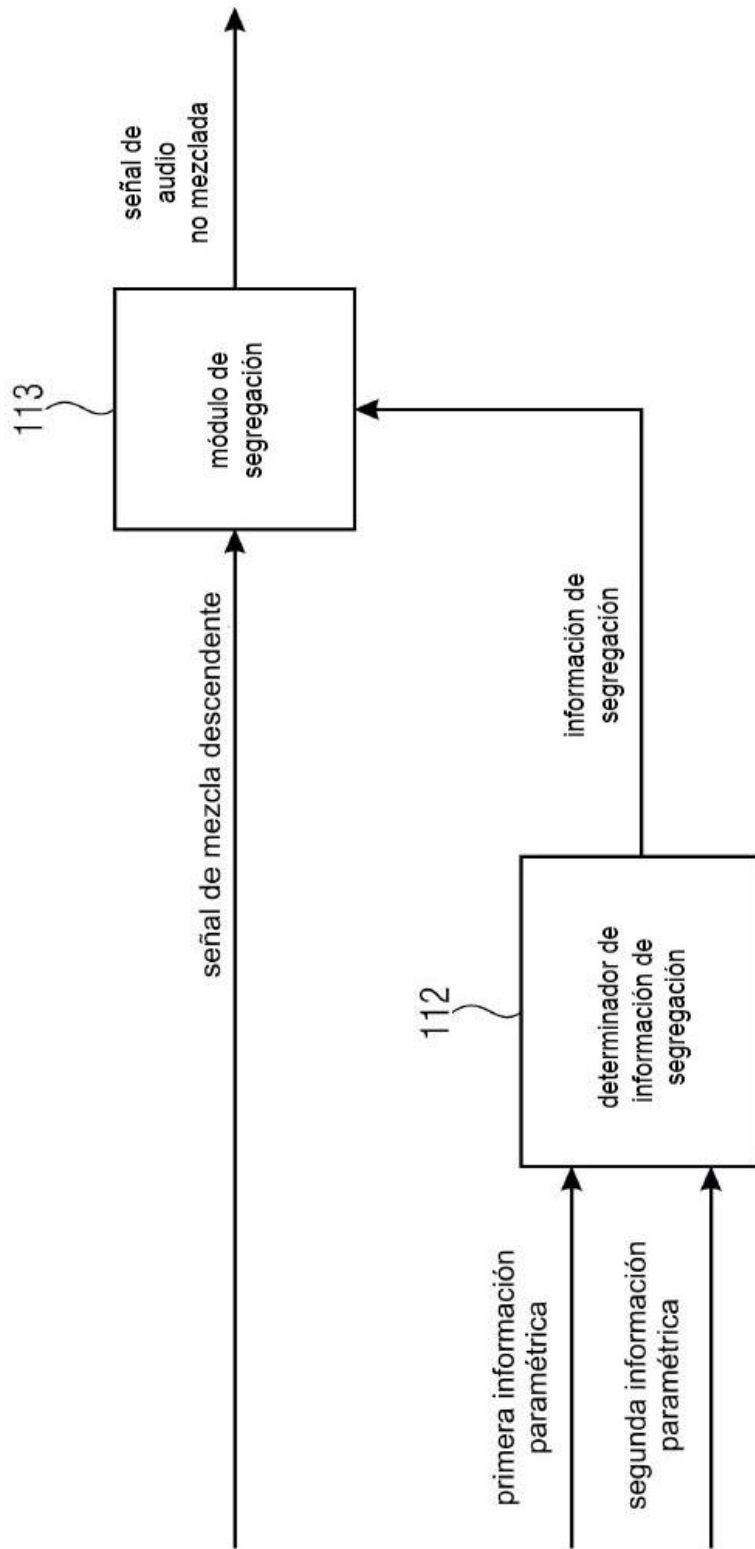 113
módulo de
segregación
señal de
audio
no mezclada
señal de mezcla descendente
información de
segregación
112
determinador de
información de
segregación
primera información
paramétrica
segunda información
paramétrica